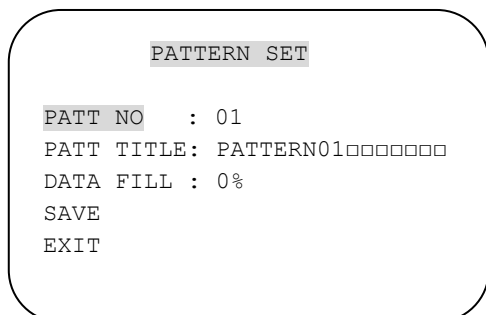 PATTERN SET
PATT NO : 01
PATT TITLE: PATTERN01□□□□□□□
DATA FILL : 0%
SAVE
EXIT